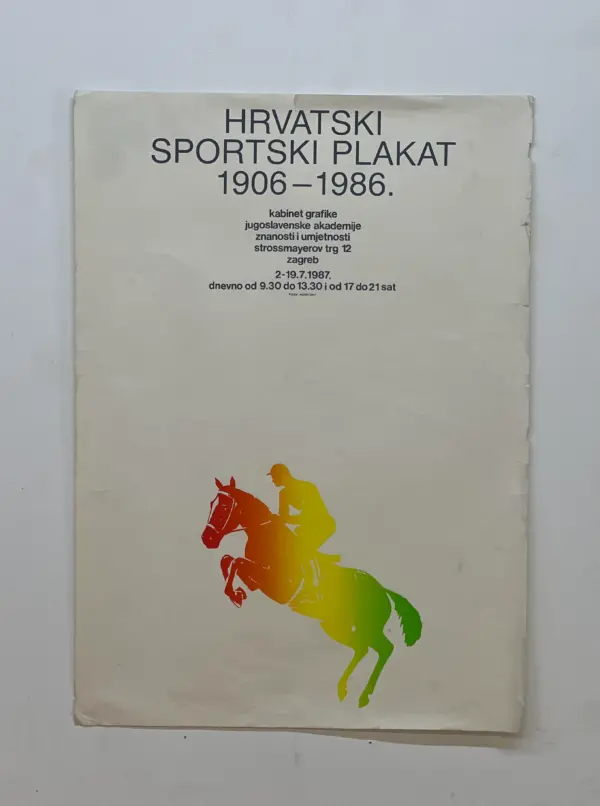 HRVATSKI
SPORTSKI PLAKAT
1906–1986.
kabinet grafike
jugoslavenske akademije
znanosti i umjetnosti
strossmayerov trg 12
zagreb
2-19.7.1987.
dnevno od 9.30 do 13.30 i od 17 do 21 sat